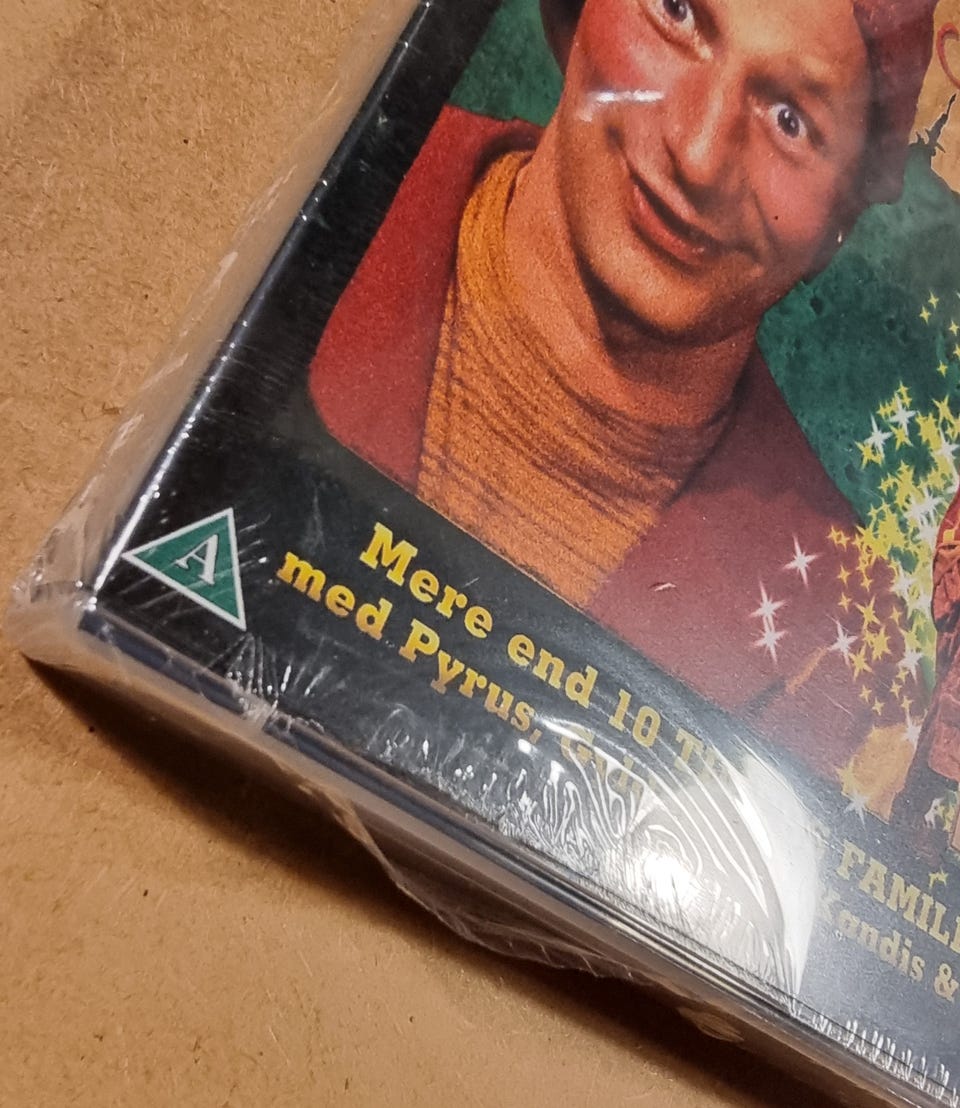 A
Mere end 10
med Pyrus,
FAMIL
Kandis &